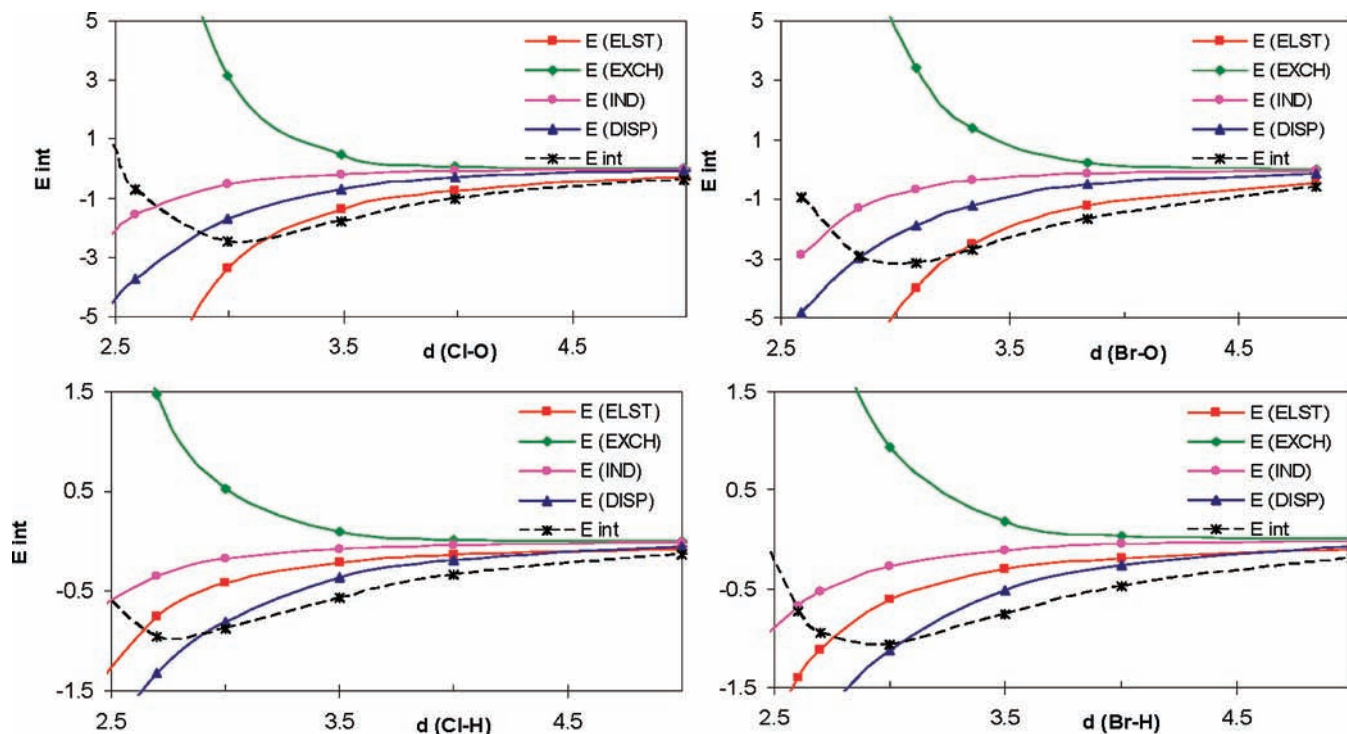 5
3
1
-1
-3
-5
E int
2.5
3.5
4.5
d (Cl-O)
E (ELST)
E (EXCH)
E (IND)
E (DISP)
E int
5
3
1
-1
-3
-5
E int
2.5
3.5
4.5
d (Br-O)
E (ELST)
E (EXCH)
E (IND)
E (DISP)
E int
1.5
0.5
-0.5
-1.5
E int
2.5
3.5
4.5
d (Cl-H)
E (ELST)
E (EXCH)
E (IND)
E (DISP)
E int
1.5
0.5
-0.5
-1.5
2.5
3.5
4.5
d (Br-H)
E (ELST)
E (EXCH)
E (IND)
E (DISP)
E int